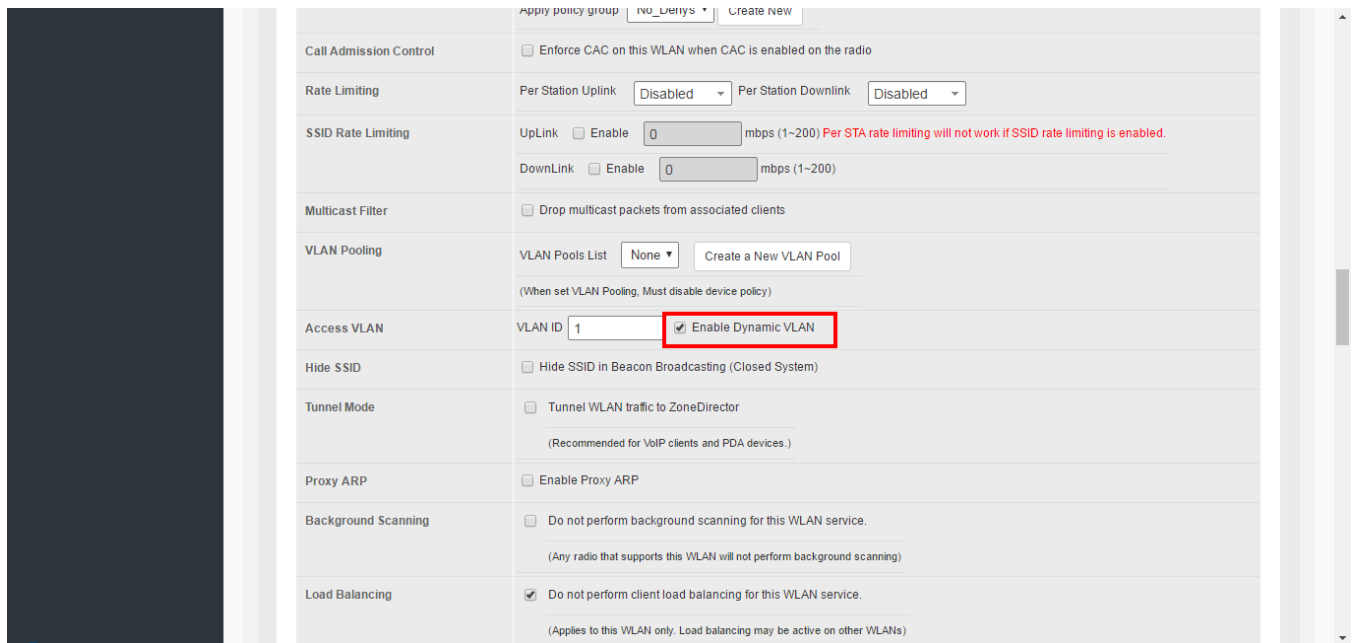 Apply policy group No_Denys Create New
Call Admission Control Enforce CAC on this WLAN when CAC is enabled on the radio
Rate Limiting Per Station Uplink Disabled Per Station Downlink Disabled
SSID Rate Limiting UpLink Enable 0 mbps (1~200) Per STA rate limiting will not work if SSID rate limiting is enabled.
DownLink Enable 0 mbps (1~200)
Multicast Filter Drop multicast packets from associated clients
VLAN Pooling VLAN Pools List None Create a New VLAN Pool
(When set VLAN Pooling, Must disable device policy)
Access VLAN VLAN ID 1 Enable Dynamic VLAN
Hide SSID Hide SSID in Beacon Broadcasting (Closed System)
Tunnel Mode Tunnel WLAN traffic to ZoneDirector
(Recommended for VoIP clients and PDA devices.)
Proxy ARP Enable Proxy ARP
Background Scanning Do not perform background scanning for this WLAN service.
(Any radio that supports this WLAN will not perform background scanning)
Load Balancing Do not perform client load balancing for this WLAN service.
(Applies to this WLAN only. Load balancing may be active on other WLANs)